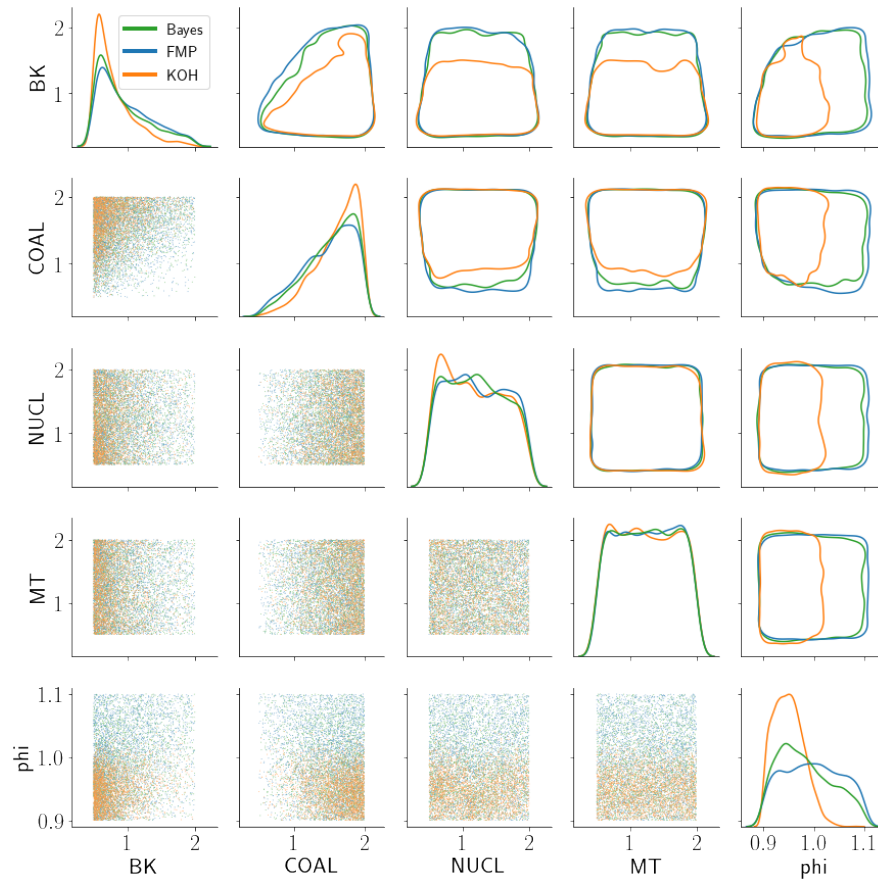 Bayes
FMP
KOH
BK
2
1
COAL
2
1
NUCL
2
1
MT
2
1
phi
1.1
1.0
0.9
1 2
1 2
1 2
1 2
0.9 1.0 1.1
BK COAL NUCL MT phi